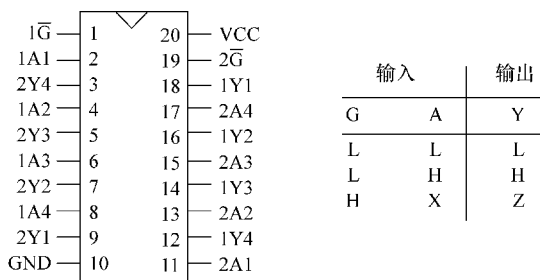 1G̅ 1 20 VCC
1A1 2 19 2G̅
2Y4 3 18 1Y1
1A2 4 17 2A4
2Y3 5 16 1Y2
1A3 6 15 2A3
2Y2 7 14 1Y3
1A4 8 13 2A2
2Y1 9 12 1Y4
GND 10 11 2A1
输入 输出
G A Y
L L L
L H H
H X Z